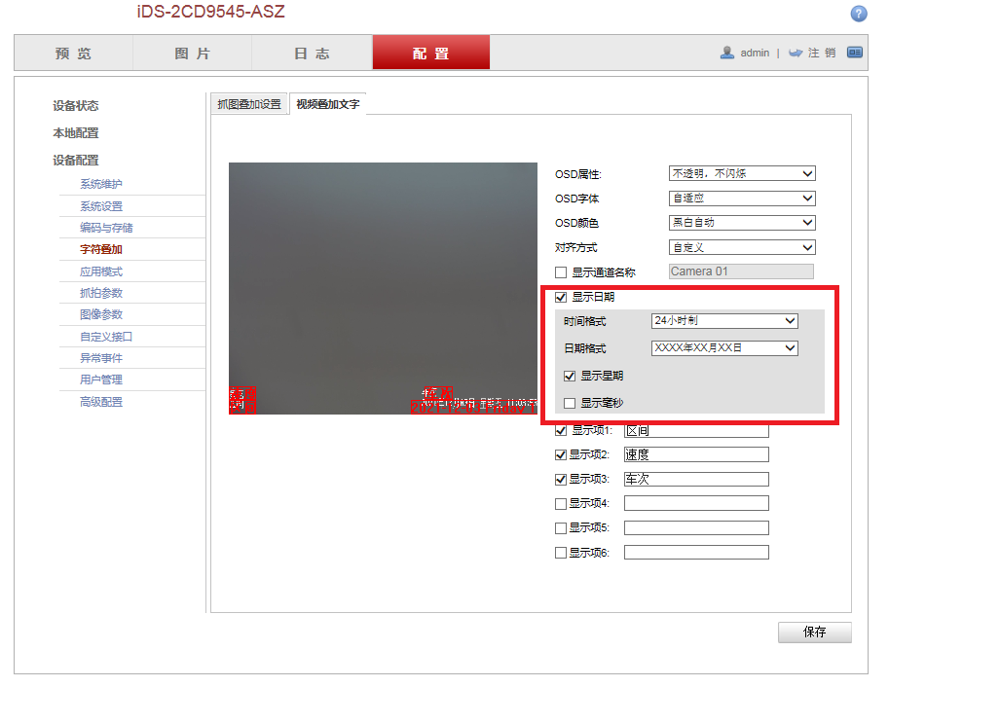 iDS-2CD9545-ASZ
预 览
图 片
日 志
配 置
admin | 注 销
设备状态
本地配置
设备配置
系统维护
系统设置
编码与存储
字符叠加
应用模式
抓拍参数
图像参数
自定义接口
异常事件
用户管理
高级配置
抓图叠加设置
视频叠加文字
OSD属性: 不透明，不闪烁
OSD字体 自适应
OSD颜色 黑白自动
对齐方式 自定义
显示通道名称 Camera 01
显示日期
时间格式 24小时制
日期格式 XXXX年XX月XX日
显示星期
显示毫秒
显示项1: 区间
显示项2: 速度
显示项3: 车次
显示项4:
显示项5:
显示项6:
保存